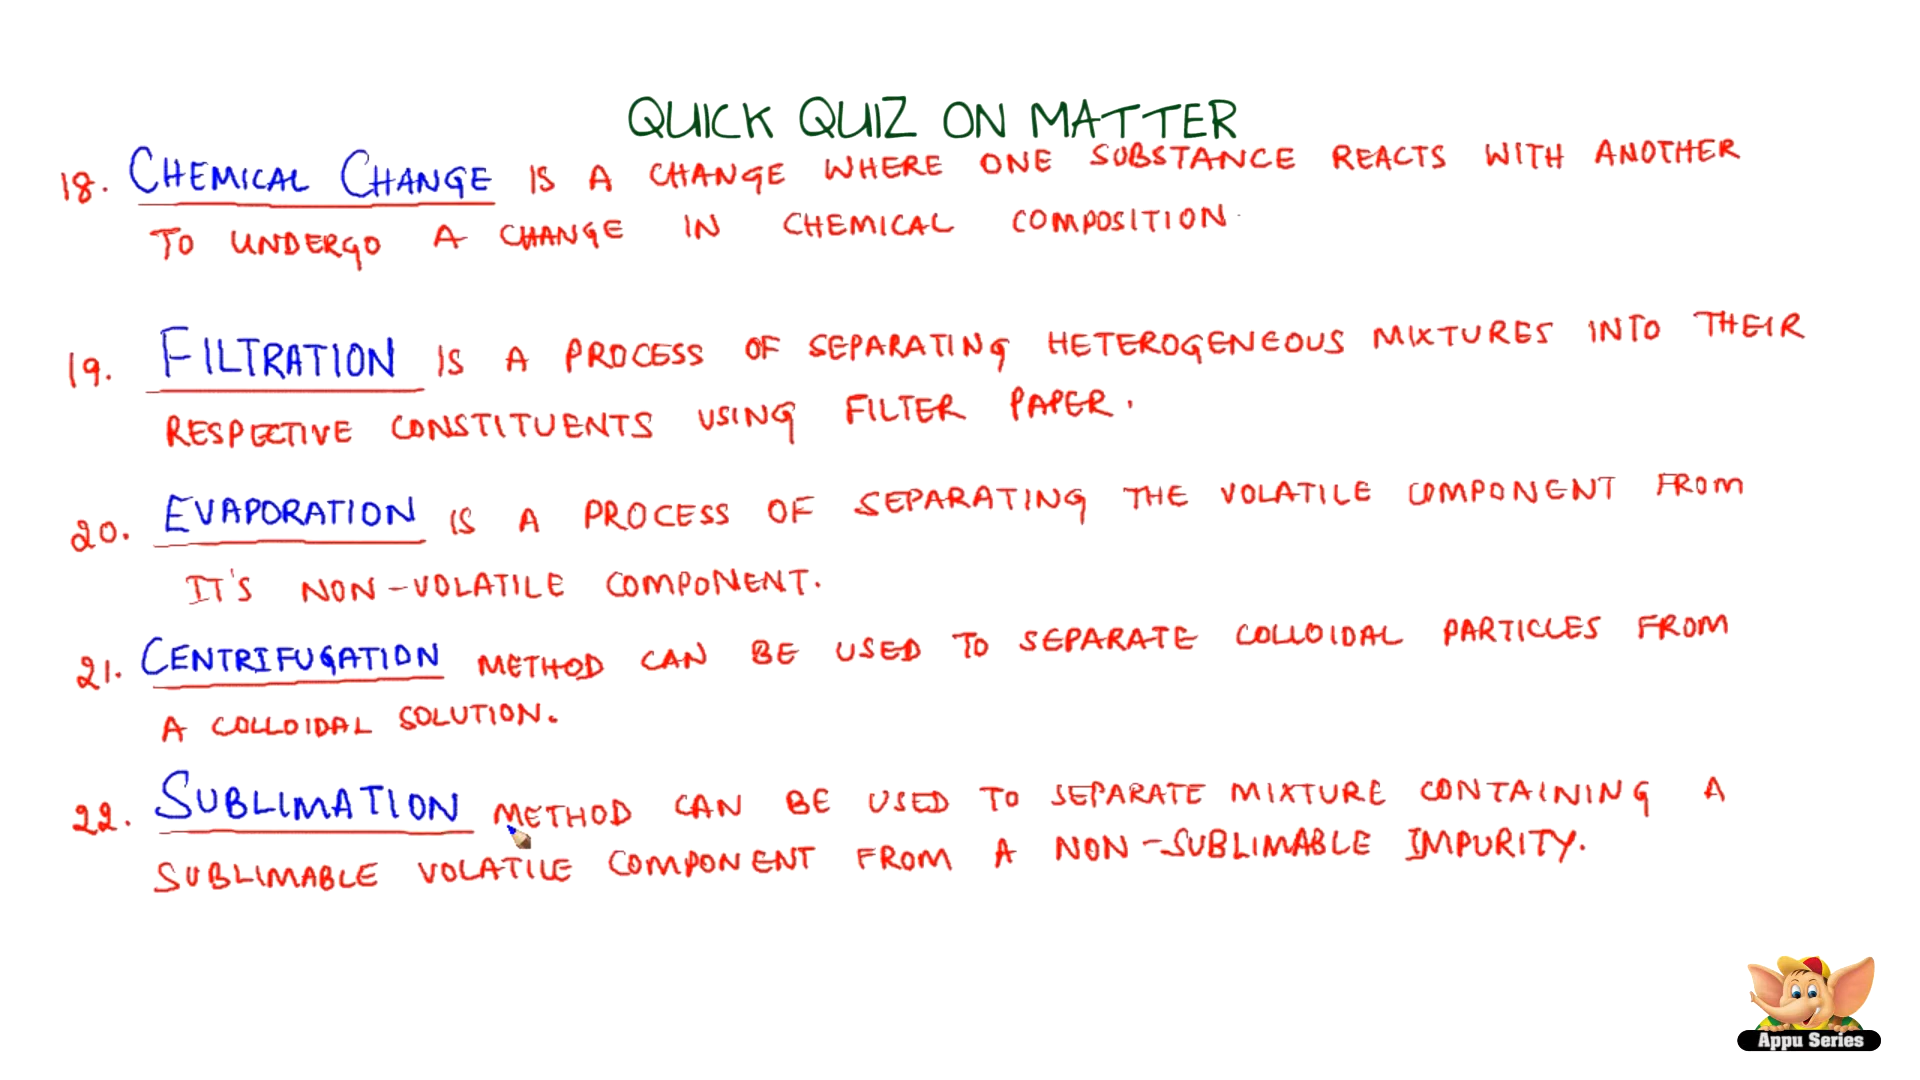 QUICK QUIZ ON MATTER
18. CHEMICAL CHANGE IS A CHANGE WHERE ONE SUBSTANCE REACTS WITH ANOTHER
TO UNDERGO A CHANGE IN CHEMICAL COMPOSITION.
19. FILTRATION IS A PROCESS OF SEPARATING HETEROGENEOUS MIXTURES INTO THEIR
RESPECTIVE CONSTITUENTS USING FILTER PAPER.
20. EVAPORATION IS A PROCESS OF SEPARATING THE VOLATILE COMPONENT FROM
IT'S NON-VOLATILE COMPONENT.
21. CENTRIFUGATION METHOD CAN BE USED TO SEPARATE COLLOIDAL PARTICLES FROM
A COLLOIDAL SOLUTION.
22. SUBLIMATION METHOD CAN BE USED TO SEPARATE MIXTURE CONTAINING A
SUBLIMABLE VOLATILE COMPONENT FROM A NON-SUBLIMABLE IMPURITY.
Appu Series